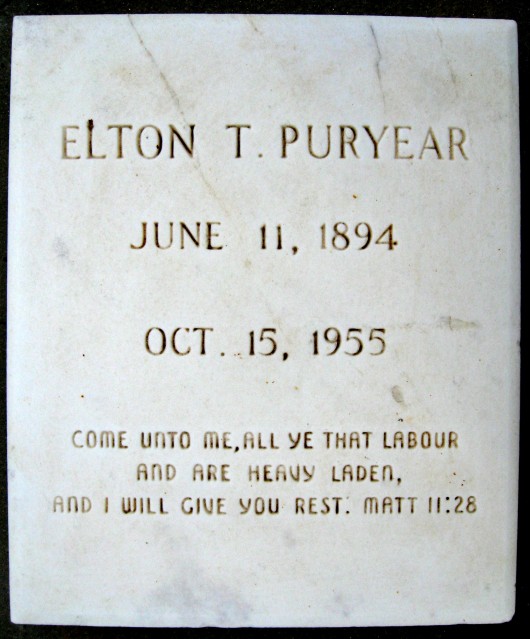 ELTON T. PURYEAR
JUNE 11, 1894
OCT. 15, 1955
COME UNTO ME, ALL YE THAT LABOUR
AND ARE HEAVY LADEN,
AND I WILL GIVE YOU REST. MATT 11:28